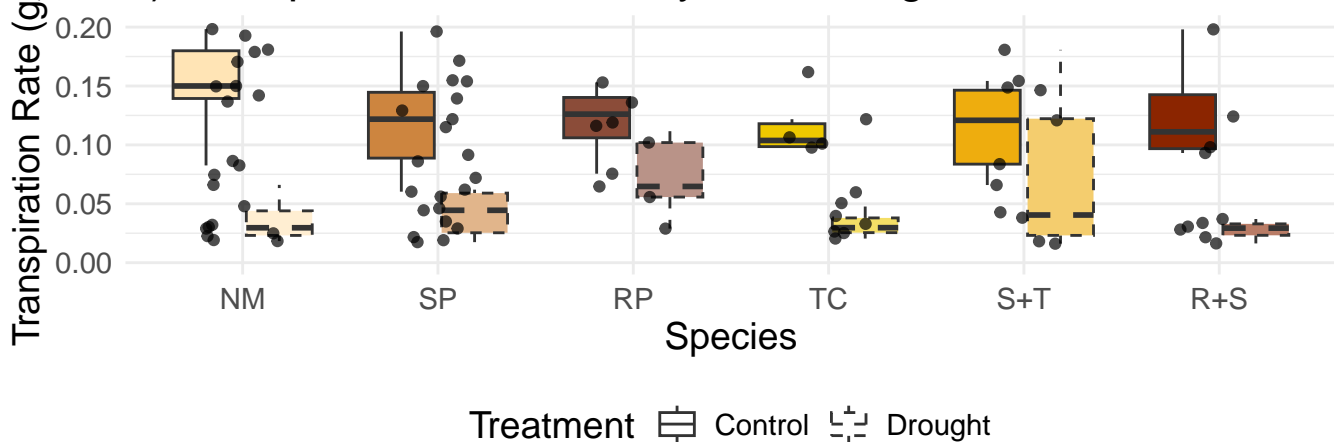 Transpiration Rate (g
0.20
0.15
0.10
0.05
0.00
NM SP RP TC S+T R+S
Species
Treatment Control Drought